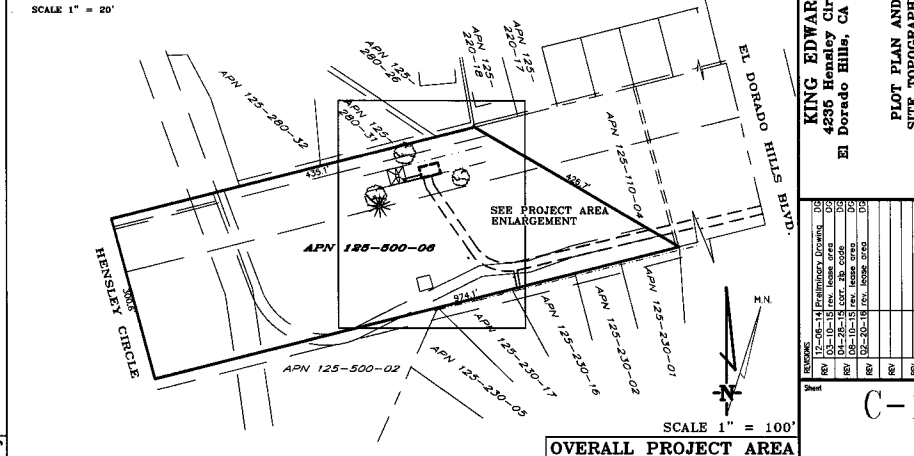 SCALE 1" = 20'
APN 125-280-32
APN 125-
280-26
APN 125-
280-31
APN 125-
220-18
APN 125-
220-17
EL DORADO HILLS BLVD.
APN 125-110-04
435.1'
426.7'
SEE PROJECT AREA
ENLARGEMENT
APN 125-500-06
HENSLEY CIRCLE
300.6'
974.1'
APN 125-500-02
APN 125-230-05
APN 125-230-17
APN 125-230-16
APN 125-230-02
APN 125-230-01
M.N.
N
SCALE 1" = 100'
OVERALL PROJECT AREA
KING EDWAR
4235 Hensley Cir
El Dorado Hills, CA
PLOT PLAN AND
SITE TOPOGRAPH
REVISIONS
12-06-14 Preliminary Drawing DG
REV 03-10-15 rev. lease area DG
REV 04-28-15 corr. zip code DG
REV 08-10-15 rev. lease area DG
REV 02-20-16 rev. lease area DG
REV
REV
REV
Sheet
C-